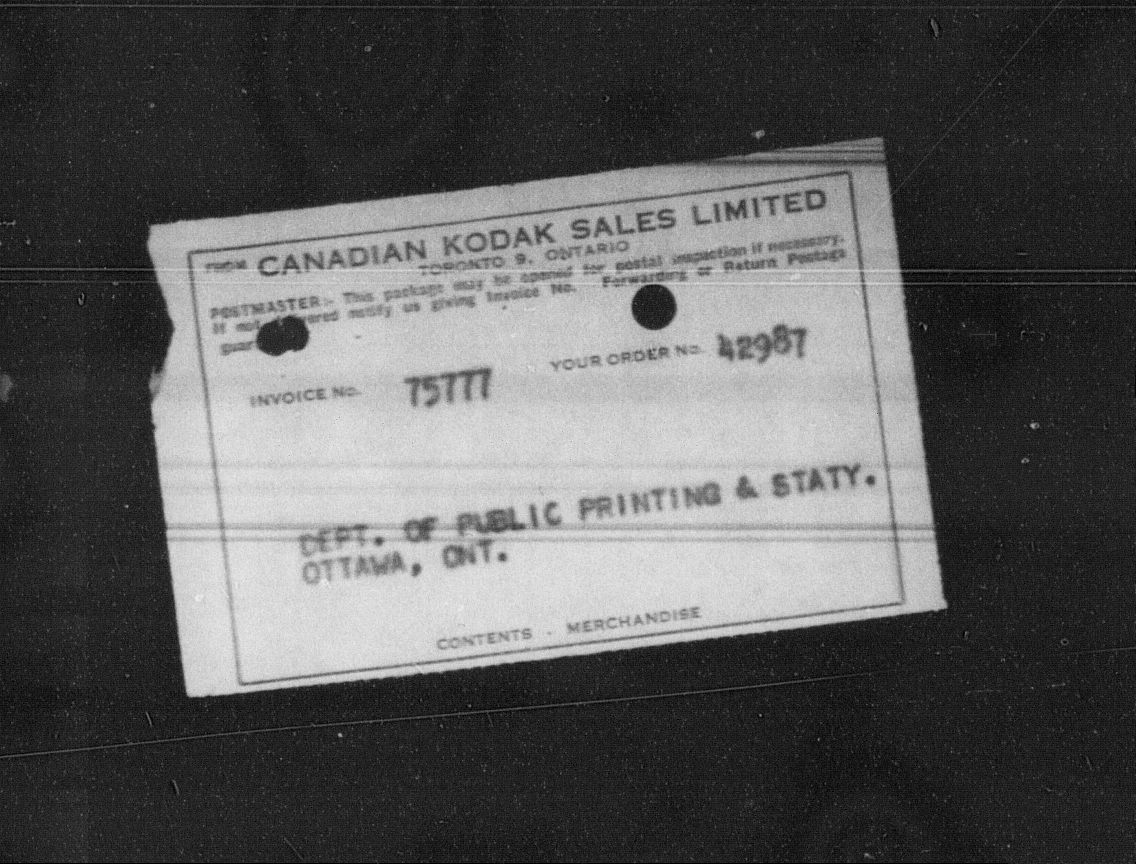 FROM CANADIAN KODAK SALES LIMITED
TORONTO 9, ONTARIO
POSTMASTER:- This package may be opened for postal inspection if necessary.
If not notify us giving Invoice No. Forwarding or Return Postage
INVOICE No. 75777 YOUR ORDER No. 42987
DEPT. OF PUBLIC PRINTING & STATY.
OTTAWA, ONT.
CONTENTS - MERCHANDISE